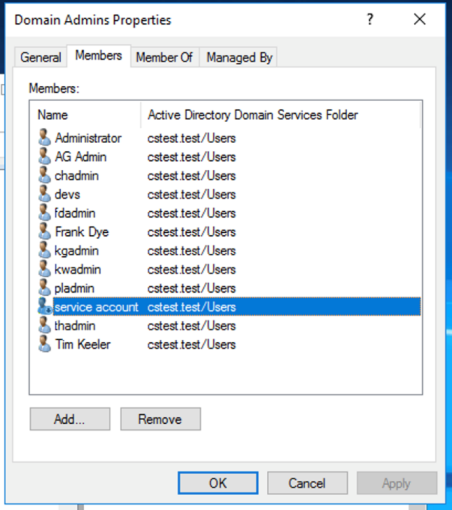 Domain Admins Properties
? ×
General Members Member Of Managed By
Members:
Name Active Directory Domain Services Folder
Administrator cstest.test/Users
AG Admin cstest.test/Users
chadmin cstest.test/Users
devs cstest.test/Users
fdadmin cstest.test/Users
Frank Dye cstest.test/Users
kgadmin cstest.test/Users
kwadmin cstest.test/Users
pladmin cstest.test/Users
service account cstest.test/Users
thadmin cstest.test/Users
Tim Keeler cstest.test/Users
Add... Remove
OK Cancel Apply